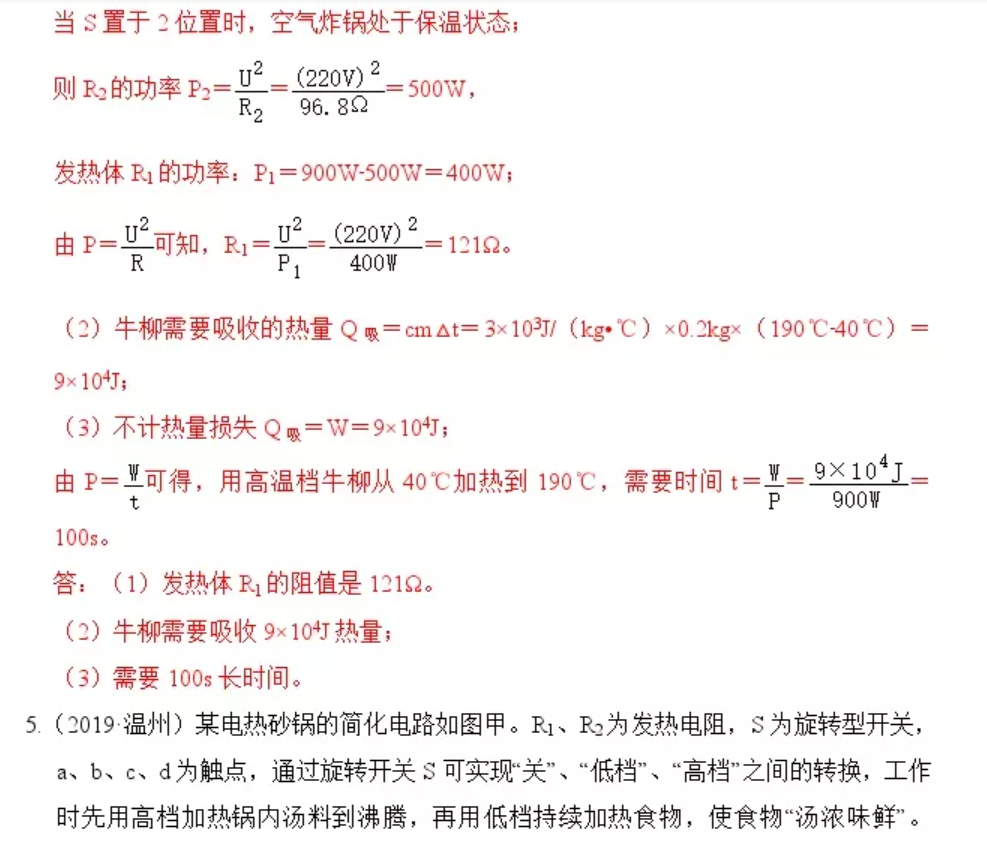 当 S 置于 2 位置时，空气炸锅处于保温状态；
则 R₂的功率 P₂＝U²/R₂＝(220V)²/96.8Ω＝500W，
发热体 R₁的功率：P₁＝900W-500W＝400W；
由 P＝U²/R可知，R₁＝U²/P₁＝(220V)²/400W＝121Ω。
（2）牛柳需要吸收的热量 Q吸＝cm△t＝3×10³J/（kg•℃）×0.2kg×（190℃-40℃）＝
9×10⁴J；
（3）不计热量损失 Q吸＝W＝9×10⁴J；
由 P＝W/t可得，用高温档牛柳从 40℃加热到 190℃，需要时间 t＝W/P＝9×10⁴J/900W＝
100s。
答：（1）发热体 R₁的阻值是 121Ω。
（2）牛柳需要吸收 9×10⁴J 热量；
（3）需要 100s 长时间。
5.（2019·温州）某电热砂锅的简化电路如图甲。R₁、R₂为发热电阻，S 为旋转型开关，
a、b、c、d 为触点，通过旋转开关 S 可实现“关”、“低档”、“高档”之间的转换，工作
时先用高档加热锅内汤料到沸腾，再用低档持续加热食物，使食物“汤浓味鲜”。